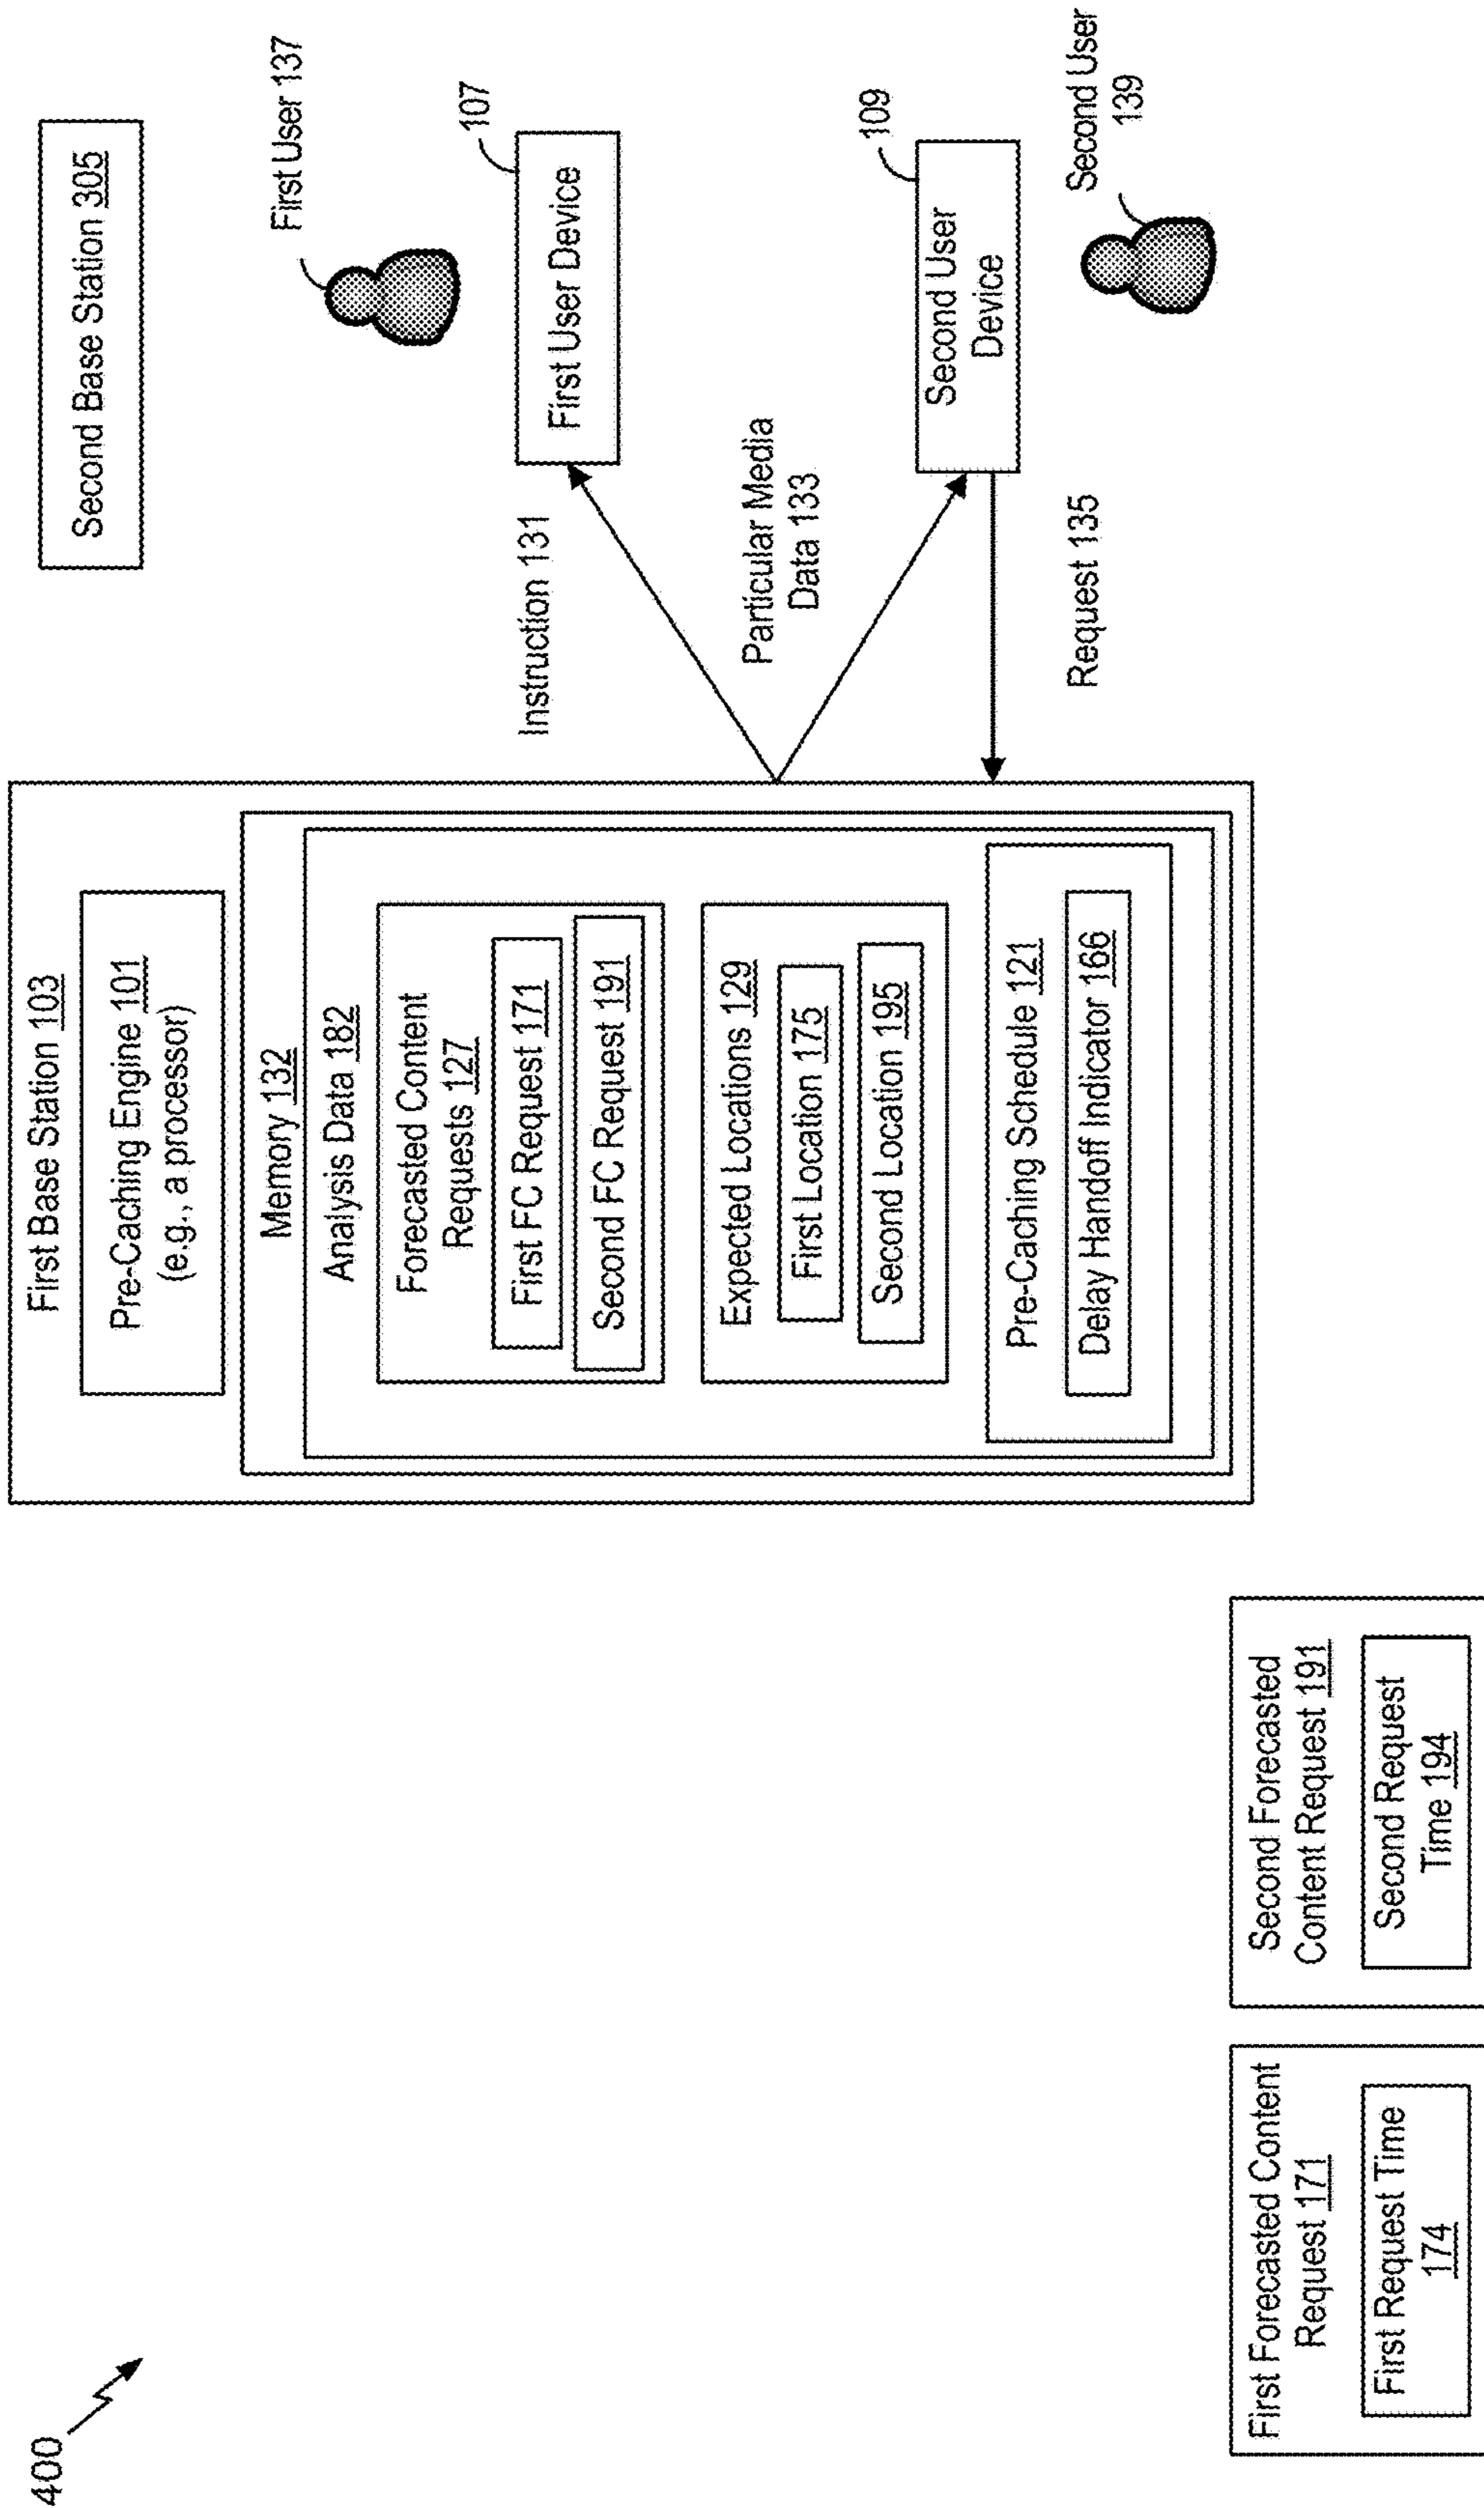 400
First Base Station 103
Pre-Caching Engine 101
(e.g., a processor)
Memory 132
Analysis Data 182
Forecasted Content
Requests 127
First FC Request 171
Second FC Request 191
Expected Locations 129
First Location 175
Second Location 195
Pre-Caching Schedule 121
Delay Handoff Indicator 166
Second Base Station 305
First User 137
107
First User Device
Instruction 131
Particular Media
Data 133
109
Second User
Device
Request 135
Second User
139
First Forecasted Content
Request 171
First Request Time
174
Second Forecasted
Content Request 191
Second Request
Time 194